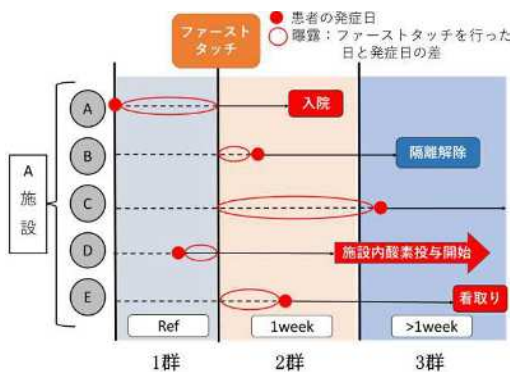 ファースト
タッチ
患者の発症日
曝露：ファーストタッチを行った
日と発症日の差
A
施
設
A
入院
B
隔離解除
C
D
施設内酸素投与開始
E
看取り
Ref
1week
>1week
1群
2群
3群